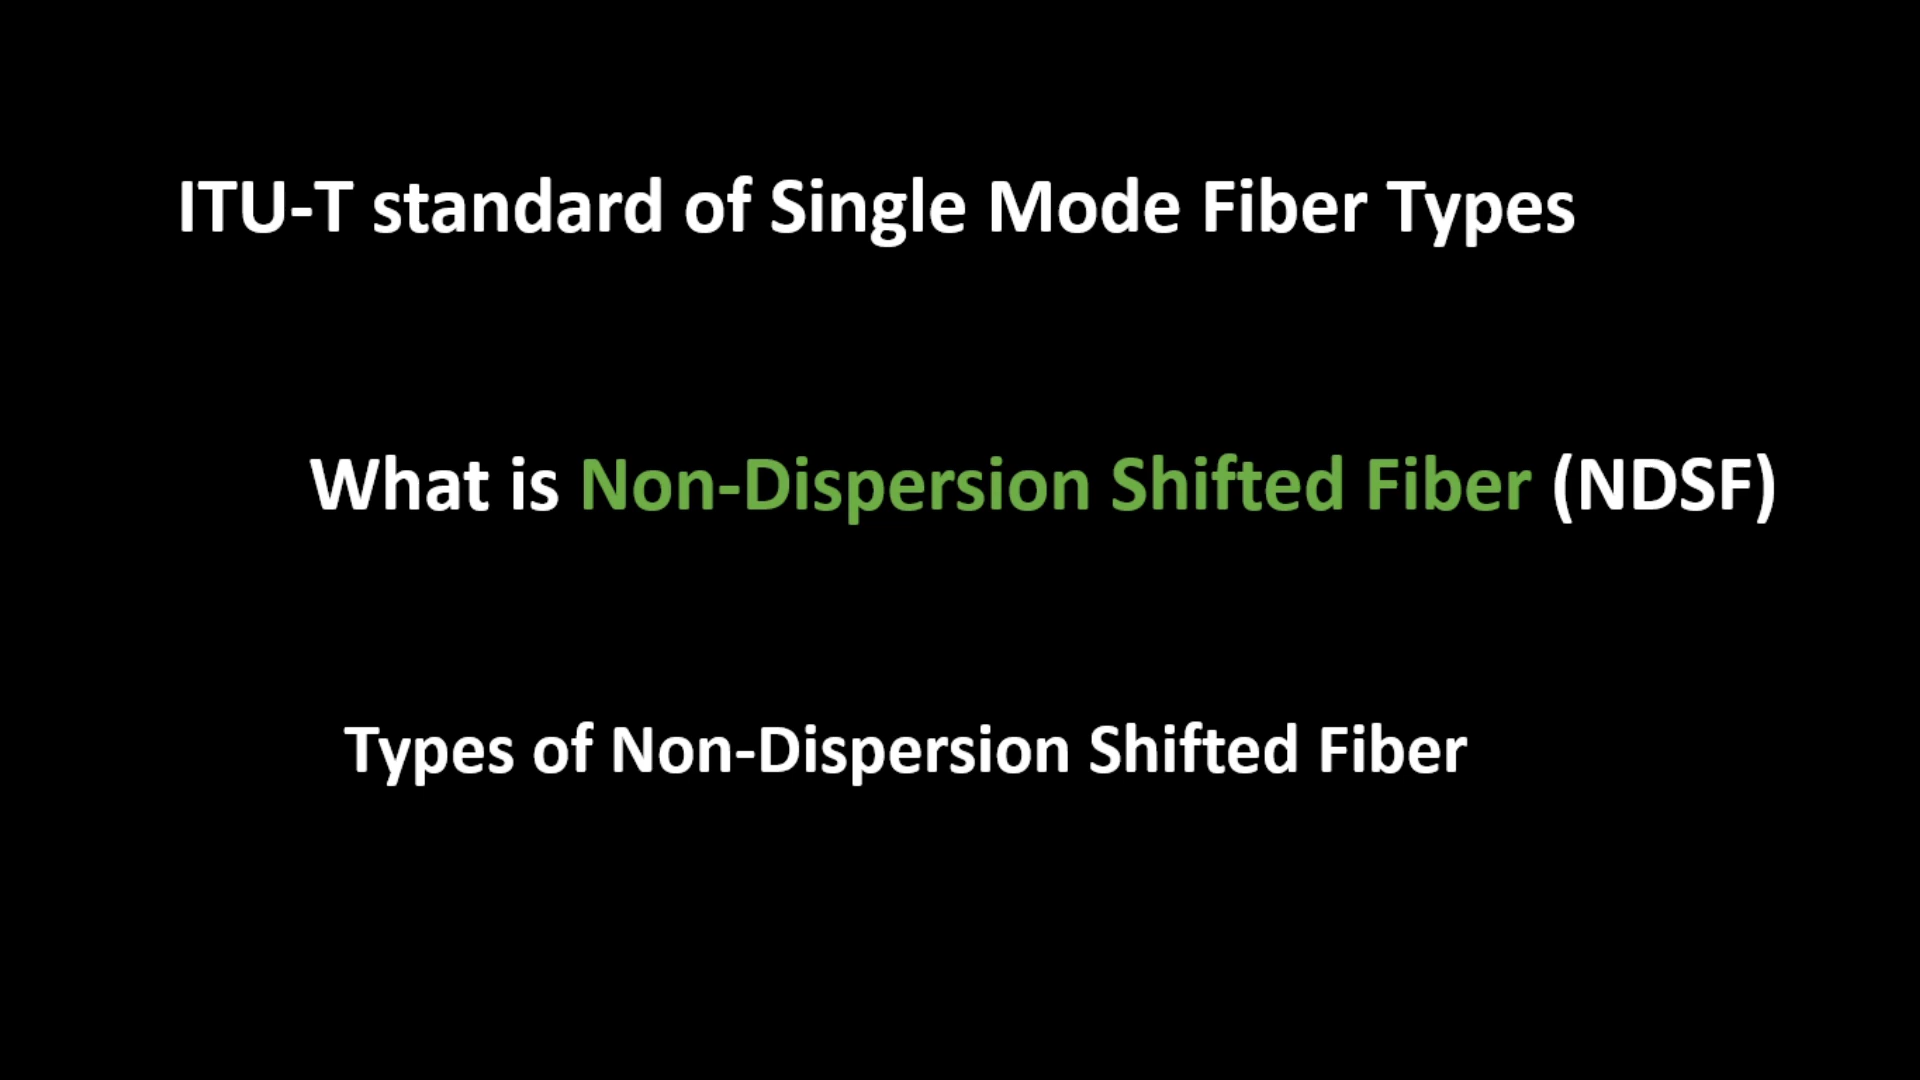 ITU-T standard of Single Mode Fiber Types
What is Non-Dispersion Shifted Fiber (NDSF)
Types of Non-Dispersion Shifted Fiber